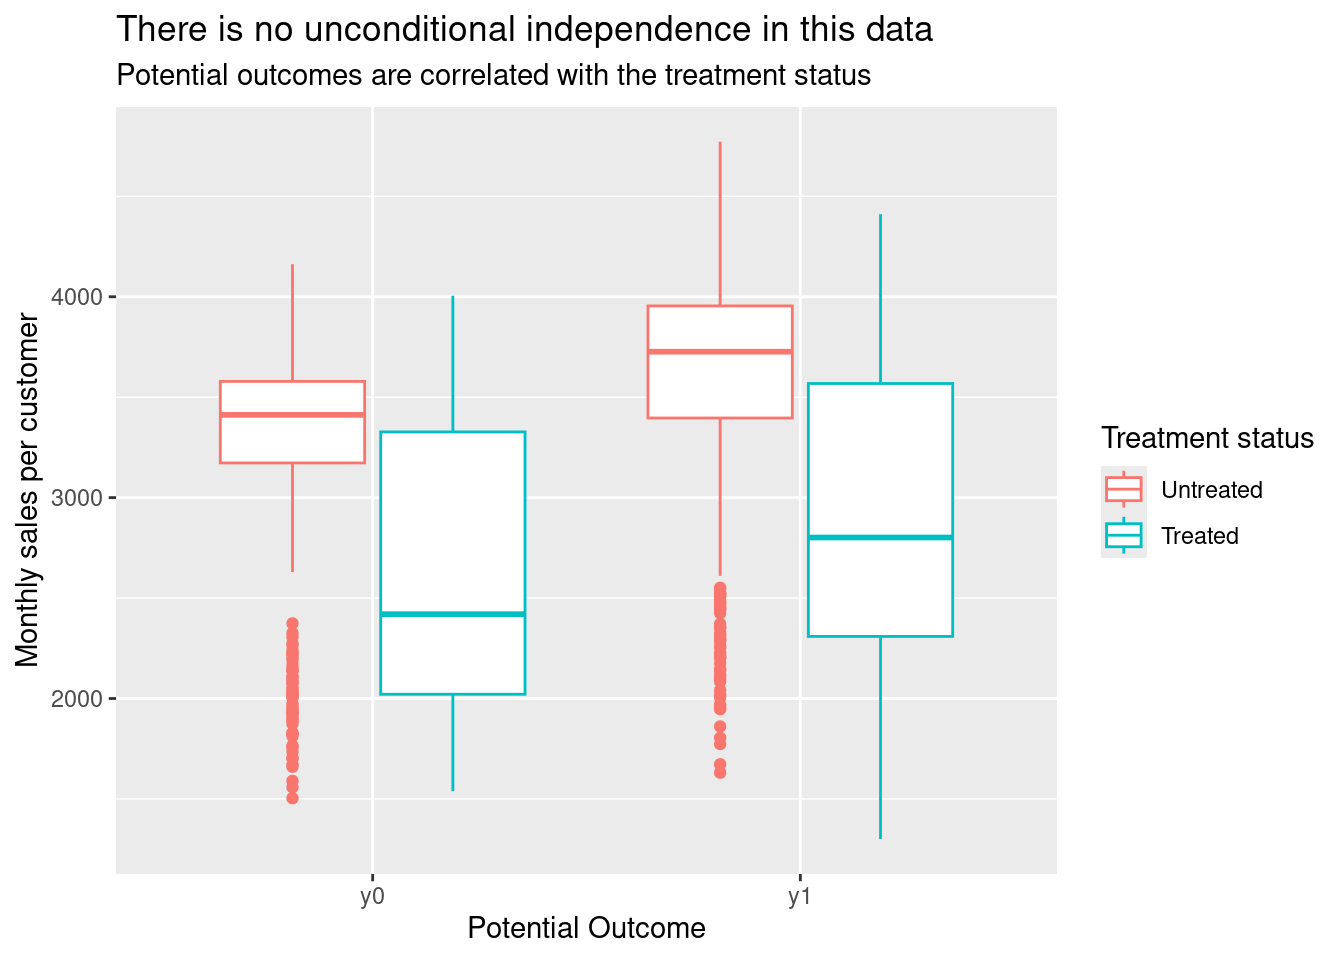 There is no unconditional independence in this data
Potential outcomes are correlated with the treatment status
Monthly sales per customer
4000
3000
2000
y0
y1
Potential Outcome
Treatment status
Untreated
Treated